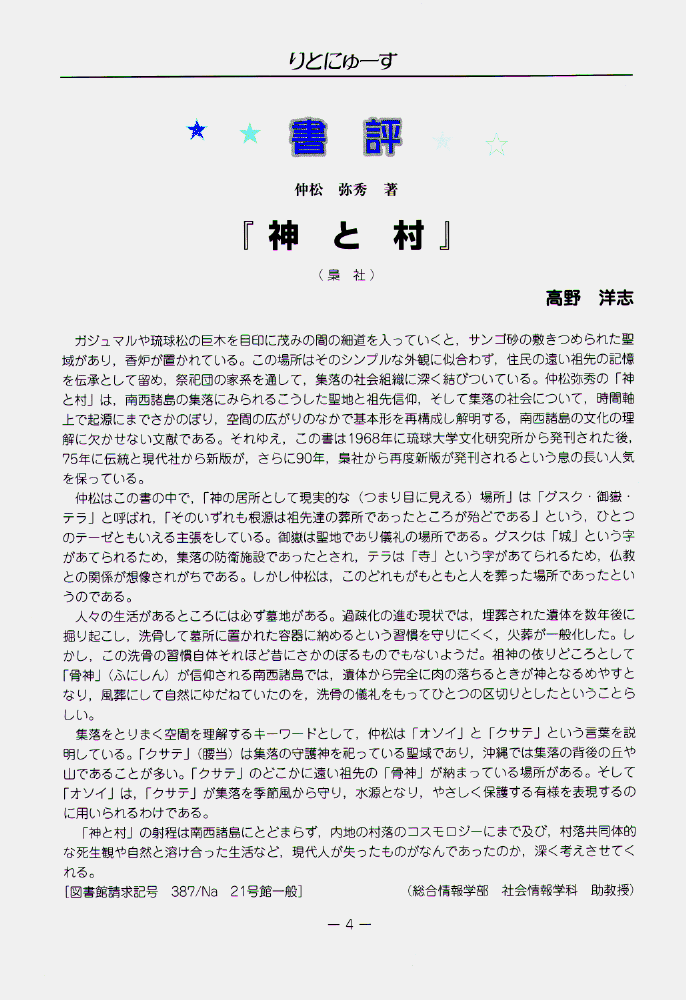 りとにゅーす
書評
仲松 弥秀 著
『神と村』
（梟 社）
高野 洋志
ガジュマルや琉球松の巨木を目印に茂みの間の細道を入っていくと，サンゴ砂の敷きつめられた聖
域があり，香炉が置かれている。この場所はそのシンプルな外観に似合わず，住民の遠い祖先の記憶
を伝承として留め，祭祀団の家系を通して，集落の社会組織に深く結びついている。仲松弥秀の「神
と村」は，南西諸島の集落にみられるこうした聖地と祖先信仰，そして集落の社会について，時間軸
上で起源にまでさかのぼり，空間の広がりのなかで基本形を再構成し解明する，南西諸島の文化の理
解に欠かせない文献である。それゆえ，この書は1968年に琉球大学文化研究所から発刊された後，
75年に伝統と現代社から新版が，さらに90年，梟社から再度新版が発刊されるという息の長い人気
を保っている。
仲松はこの書の中で，「神の居所として現実的な（つまり目に見える）場所」は「グスク・御嶽・
テラ」と呼ばれ，「そのいずれも根源は祖先達の葬所であったところが殆どである」という，ひとつ
のテーゼともいえる主張をしている。御嶽は聖地であり儀礼の場所である。グスクは「城」という字
があてられるため，集落の防衛施設であったとされ，テラは「寺」という字があてられるため，仏教
との関係が想像されがちである。しかし仲松は，このどれもがもともと人を葬った場所であったとい
うのである。
人々の生活があるところには必ず墓地がある。過疎化の進む現状では，埋葬された遺体を数年後に
掘り起こし，洗骨して墓所に置かれた容器に納めるという習慣を守りにくく，火葬が一般化した。し
かし，この洗骨の習慣自体それほど昔にさかのぼるものでもないようだ。祖神の依りどころとして
「骨神」（ふにしん）が信仰される南西諸島では，遺体から完全に肉の落ちるときが神となるめやすと
なり，風葬にして自然にゆだねていたのを，洗骨の儀礼をもってひとつの区切りとしたということら
しい。
集落をとりまく空間を理解するキーワードとして，仲松は「オソイ」と「クサテ」という言葉を説
明している。「クサテ」（腰当）は集落の守護神を祀っている聖域であり，沖縄では集落の背後の丘や
山であることが多い。「クサテ」のどこかに遠い祖先の「骨神」が納まっている場所がある。そして
「オソイ」は，「クサテ」が集落を季節風から守り，水源となり，やさしく保護する有様を表現するの
に用いられるわけである。
「神と村」の射程は南西諸島にとどまらず，内地の村落のコスモロジーにまで及び，村落共同体的
な死生観や自然と溶け合った生活など，現代人が失ったものがなんであったのか，深く考えさせてく
れる。
［図書館請求記号 387/Na 21号館一般］ （総合情報学部 社会情報学科 助教授）
— 4 —